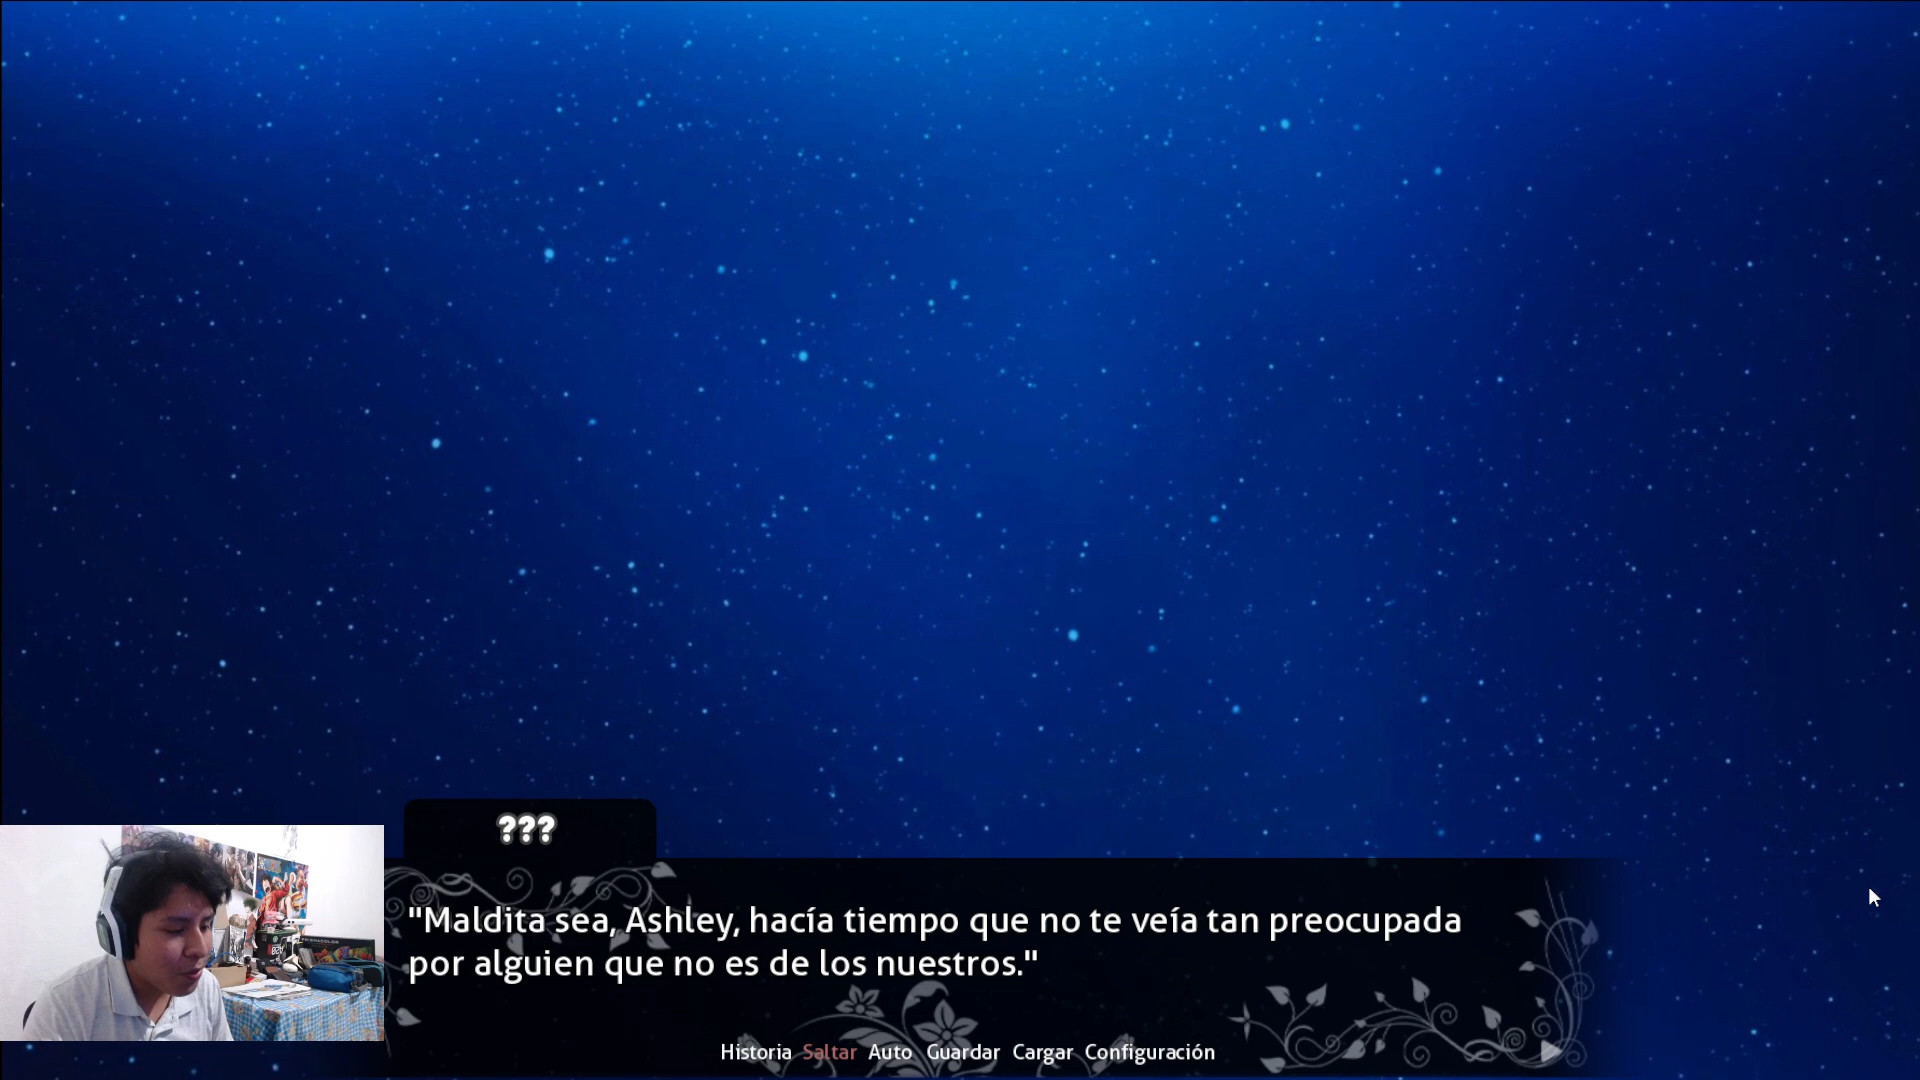 ???
"Maldita sea, Ashley, hacía tiempo que no te veía tan preocupada
por alguien que no es de los nuestros."
Historia Saltar Auto Guardar Cargar Configuración